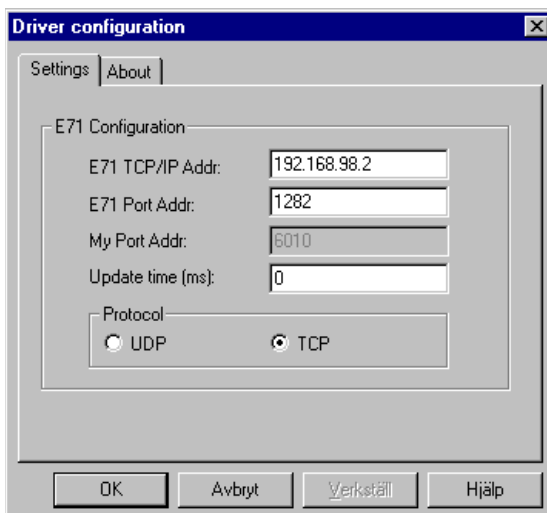 Driver configuration
Settings About
E71 Configuration
E71 TCP/IP Addr: 192.168.98.2
E71 Port Addr: 1282
My Port Addr: 6010
Update time (ms): 0
Protocol
UDP TCP
OK Avbryt Verkställ Hjälp